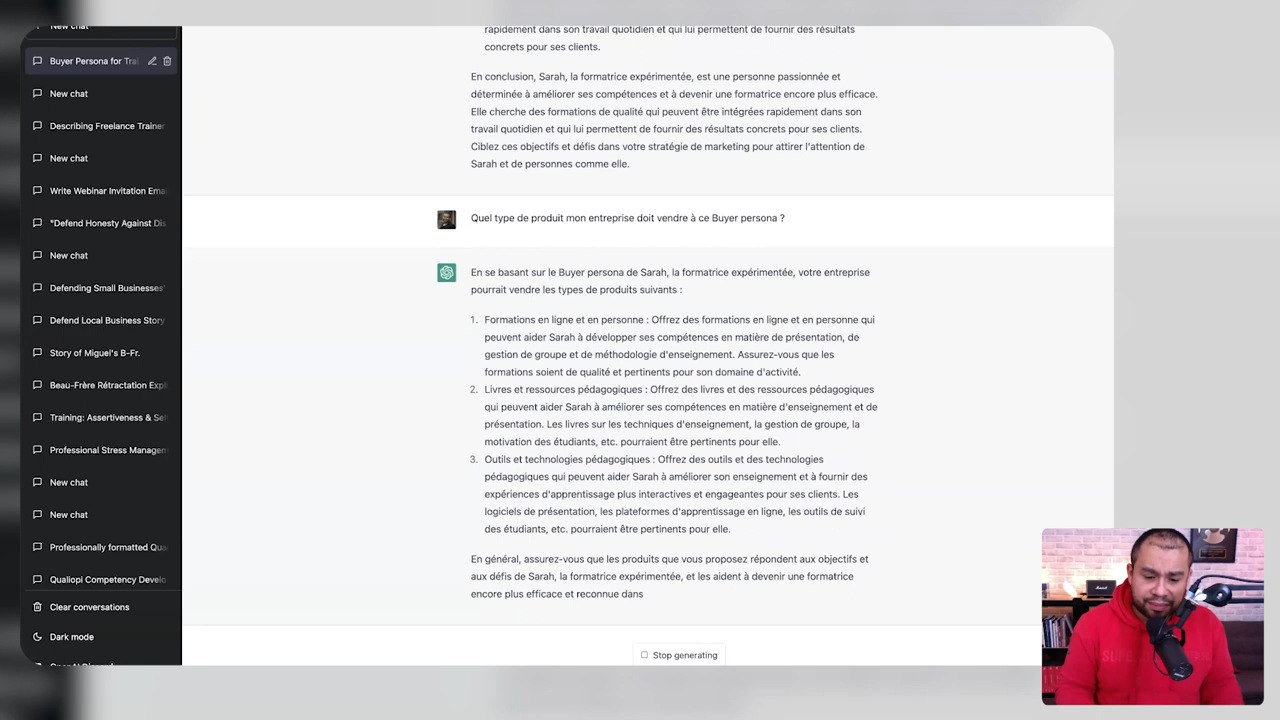 New chat
Buyer Persona for Trai
New chat
Describing Freelance Trainer
New chat
Write Webinar Invitation Ema
"Defend Honesty Against Dis
New chat
Defending Small Businesses'
Defend Local Business Story
Story of Miguel's B-Fr.
Beau-Frère Rétractation Expl
Training: Assertiveness & Se
Professional Stress Managem
New chat
New chat
Professionally formatted Qua
Qualiopi Competency Develo
Clear conversations
Dark mode
rapidement dans son travail quotidien et qui lui permettent de fournir des résultats
concrets pour ses clients.
En conclusion, Sarah, la formatrice expérimentée, est une personne passionnée et
déterminée à améliorer ses compétences et à devenir une formatrice encore plus efficace.
Elle cherche des formations de qualité qui peuvent être intégrées rapidement dans son
travail quotidien et qui lui permettent de fournir des résultats concrets pour ses clients.
Ciblez ces objectifs et défis dans votre stratégie de marketing pour attirer l'attention de
Sarah et de personnes comme elle.
Quel type de produit mon entreprise doit vendre à ce Buyer persona ?
En se basant sur le Buyer persona de Sarah, la formatrice expérimentée, votre entreprise
pourrait vendre les types de produits suivants :
1. Formations en ligne et en personne : Offrez des formations en ligne et en personne qui
peuvent aider Sarah à développer ses compétences en matière de présentation, de
gestion de groupe et de méthodologie d'enseignement. Assurez-vous que les
formations soient de qualité et pertinents pour son domaine d'activité.
2. Livres et ressources pédagogiques : Offrez des livres et des ressources pédagogiques
qui peuvent aider Sarah à améliorer ses compétences en matière d'enseignement et de
présentation. Les livres sur les techniques d'enseignement, la gestion de groupe, la
motivation des étudiants, etc. pourraient être pertinents pour elle.
3. Outils et technologies pédagogiques : Offrez des outils et des technologies
pédagogiques qui peuvent aider Sarah à améliorer son enseignement et à fournir des
expériences d'apprentissage plus interactives et engageantes pour ses clients. Les
logiciels de présentation, les plateformes d'apprentissage en ligne, les outils de suivi
des étudiants, etc. pourraient être pertinents pour elle.
En général, assurez-vous que les produits que vous proposez répondent aux objectifs et
aux défis de Sarah, la formatrice expérimentée, et les aident à devenir une formatrice
encore plus efficace et reconnue dans
Stop generating
Marshall